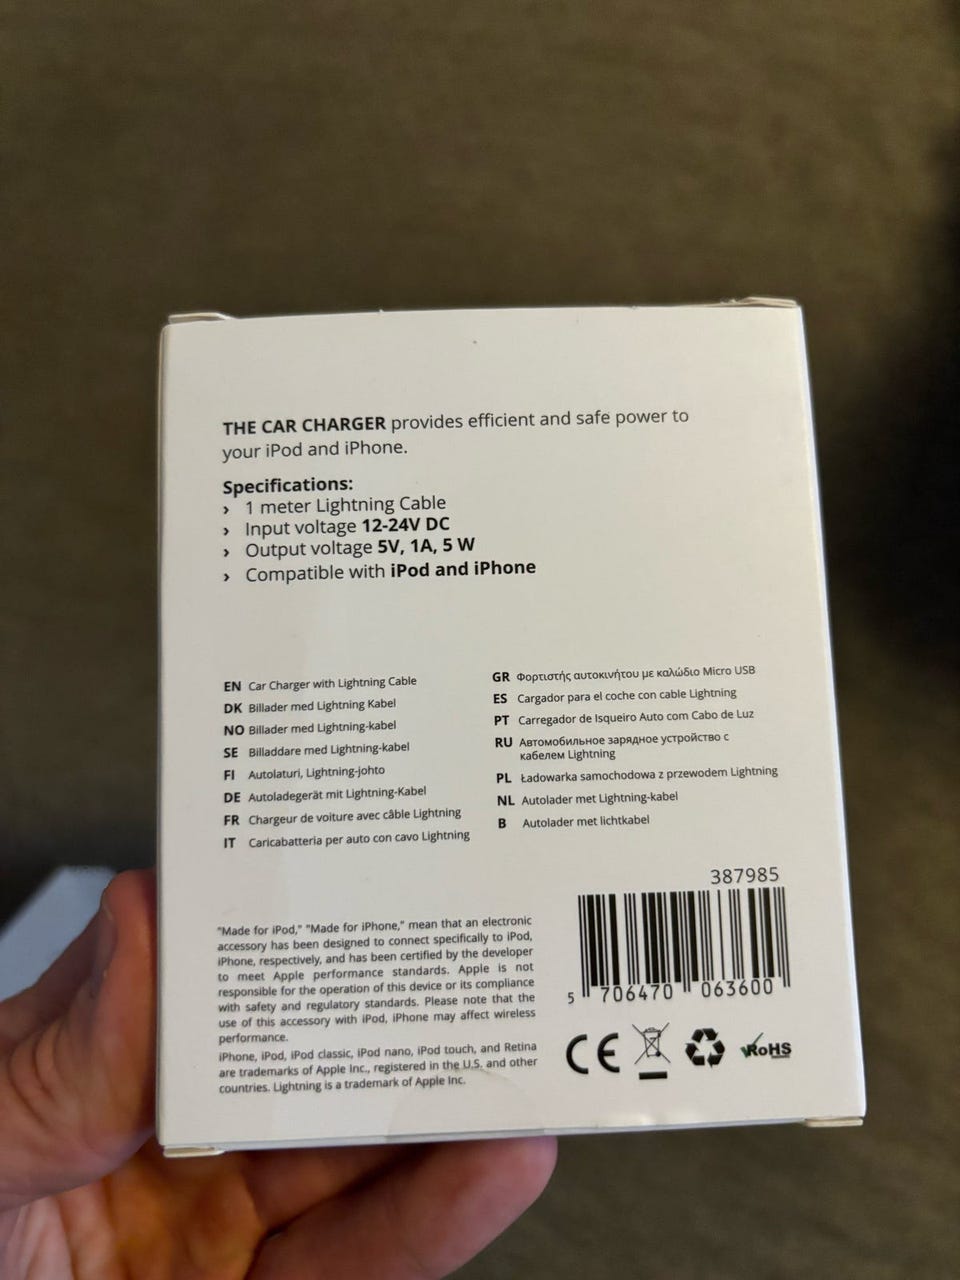 THE CAR CHARGER provides efficient and safe power to
your iPod and iPhone.
Specifications:
› 1 meter Lightning Cable
› Input voltage 12-24V DC
› Output voltage 5V, 1A, 5 W
› Compatible with iPod and iPhone
EN Car Charger with Lightning Cable
DK Billader med Lightning Kabel
NO Billader med Lightning-kabel
SE Billaddare med Lightning-kabel
FI Autolaturi, Lightning-johto
DE Autoladegerät mit Lightning-Kabel
FR Chargeur de voiture avec câble Lightning
IT Caricabatteria per auto con cavo Lightning
GR Φορτιστής αυτοκινήτου με καλώδιο Micro USB
ES Cargador para el coche con cable Lightning
PT Carregador de Isqueiro Auto com Cabo de Luz
RU Автомобильное зарядное устройство с
кабелем Lightning
PL Ładowarka samochodowa z przewodem Lightning
NL Autolader met Lightning-kabel
B Autolader met lichtkabel
"Made for iPod," "Made for iPhone," mean that an electronic
accessory has been designed to connect specifically to iPod,
iPhone, respectively, and has been certified by the developer
to meet Apple performance standards. Apple is not
responsible for the operation of this device or its compliance
with safety and regulatory standards. Please note that the
use of this accessory with iPod, iPhone may affect wireless
performance.
iPhone, iPod, iPod classic, iPod nano, iPod touch, and Retina
are trademarks of Apple Inc., registered in the U.S. and other
countries. Lightning is a trademark of Apple Inc.
387985
5 706470 063600
CE
RoHS